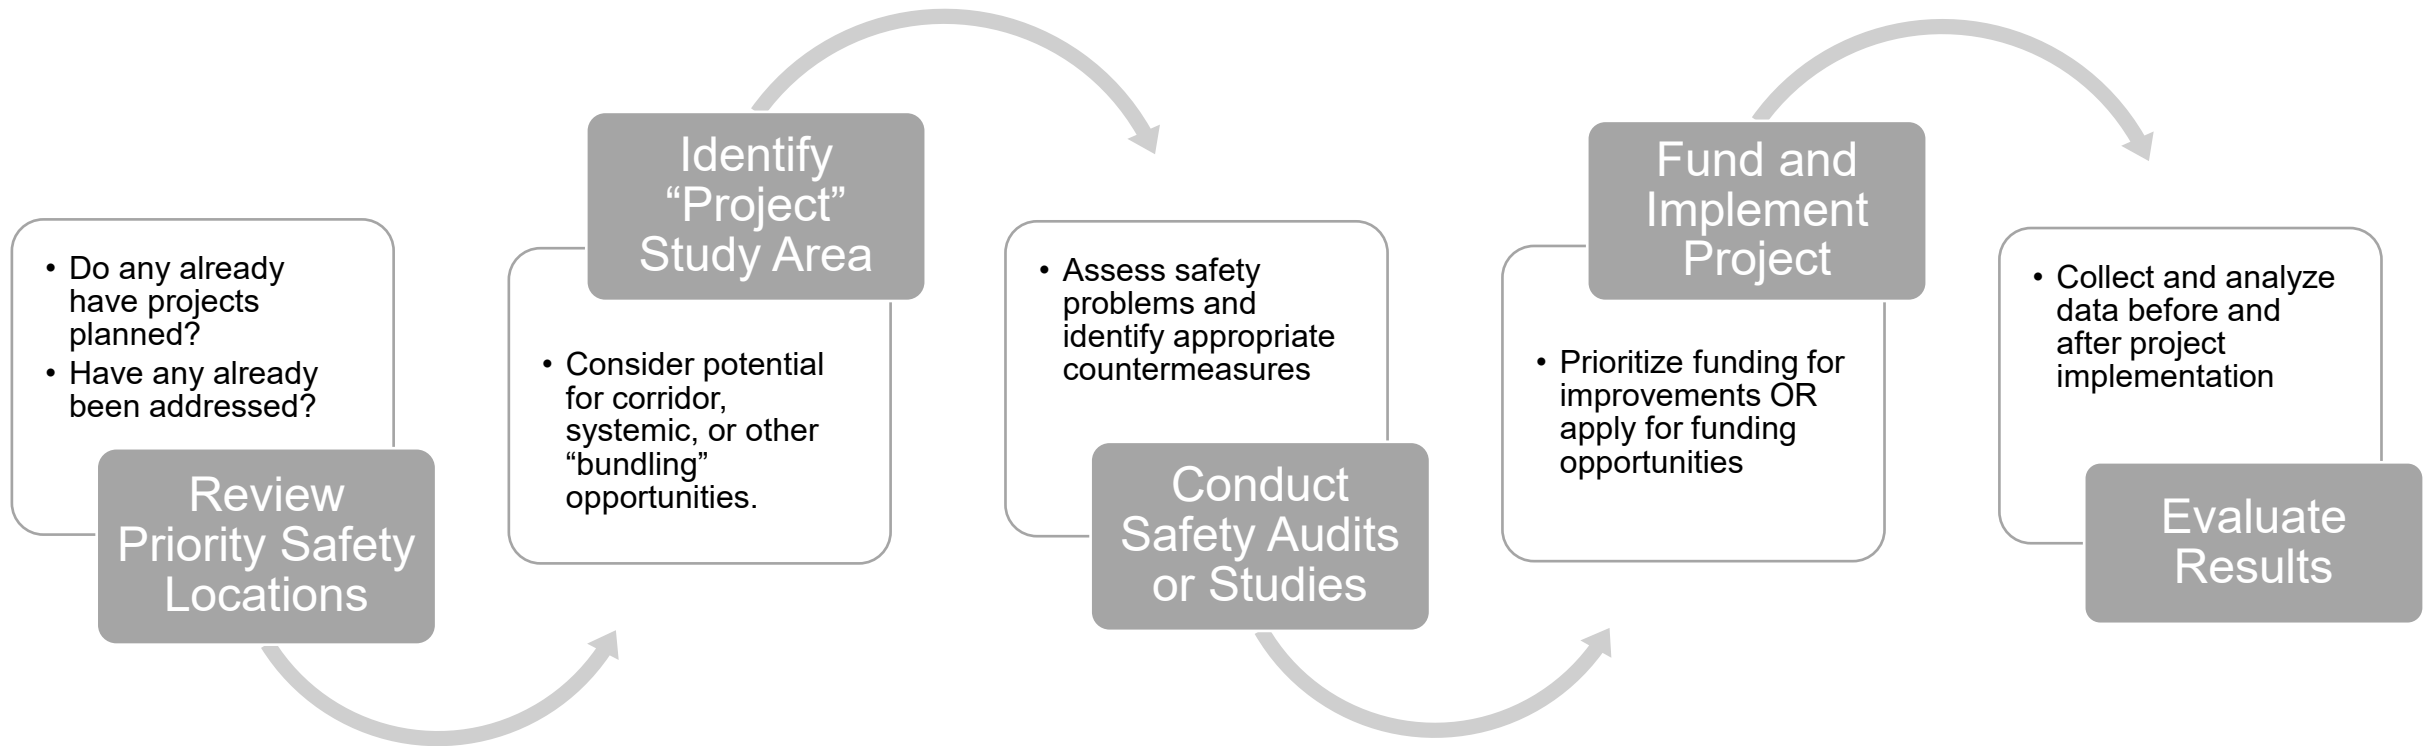 • Do any already
have projects
planned?
• Have any already
been addressed?
Review
Priority Safety
Locations
Identify
“Project”
Study Area
• Consider potential
for corridor,
systemic, or other
“bundling”
opportunities.
• Assess safety
problems and
identify appropriate
countermeasures
Conduct
Safety Audits
or Studies
Fund and
Implement
Project
• Prioritize funding for
improvements OR
apply for funding
opportunities
• Collect and analyze
data before and
after project
implementation
Evaluate
Results